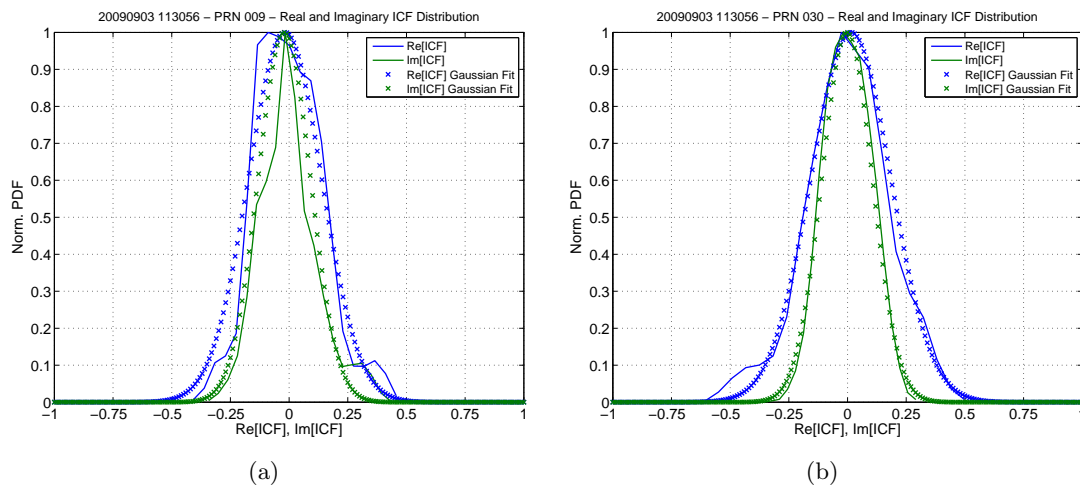 20090903 113056 – PRN 009 – Real and Imaginary ICF Distribution
Norm. PDF
1
0.9
0.8
0.7
0.6
0.5
0.4
0.3
0.2
0.1
0
−1
−0.75
−0.5
−0.25
0
0.25
0.5
0.75
1
Re[ICF], Im[ICF]
Re[ICF]
Im[ICF]
Re[ICF] Gaussian Fit
Im[ICF] Gaussian Fit
(a)
20090903 113056 – PRN 030 – Real and Imaginary ICF Distribution
Norm. PDF
1
0.9
0.8
0.7
0.6
0.5
0.4
0.3
0.2
0.1
0
−1
−0.75
−0.5
−0.25
0
0.25
0.5
0.75
1
Re[ICF], Im[ICF]
Re[ICF]
Im[ICF]
Re[ICF] Gaussian Fit
Im[ICF] Gaussian Fit
(b)